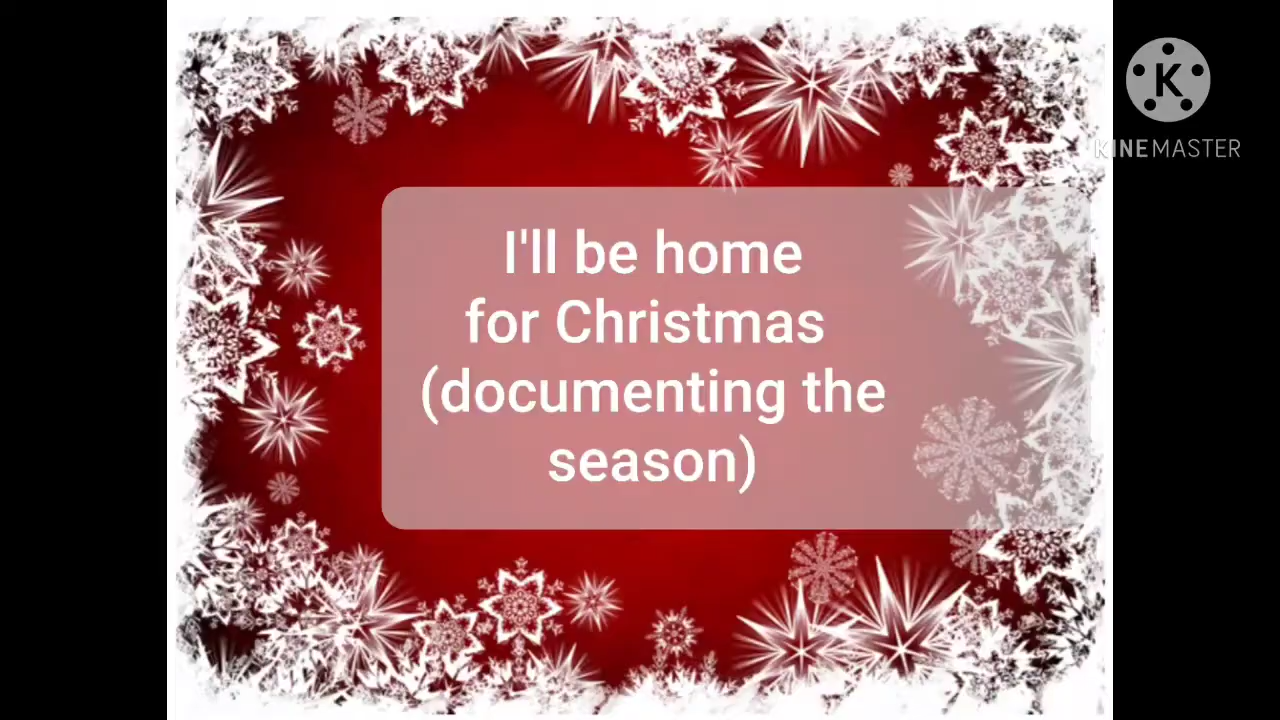 I'll be home
for Christmas
(documenting the
season)
K
KINEMASTER